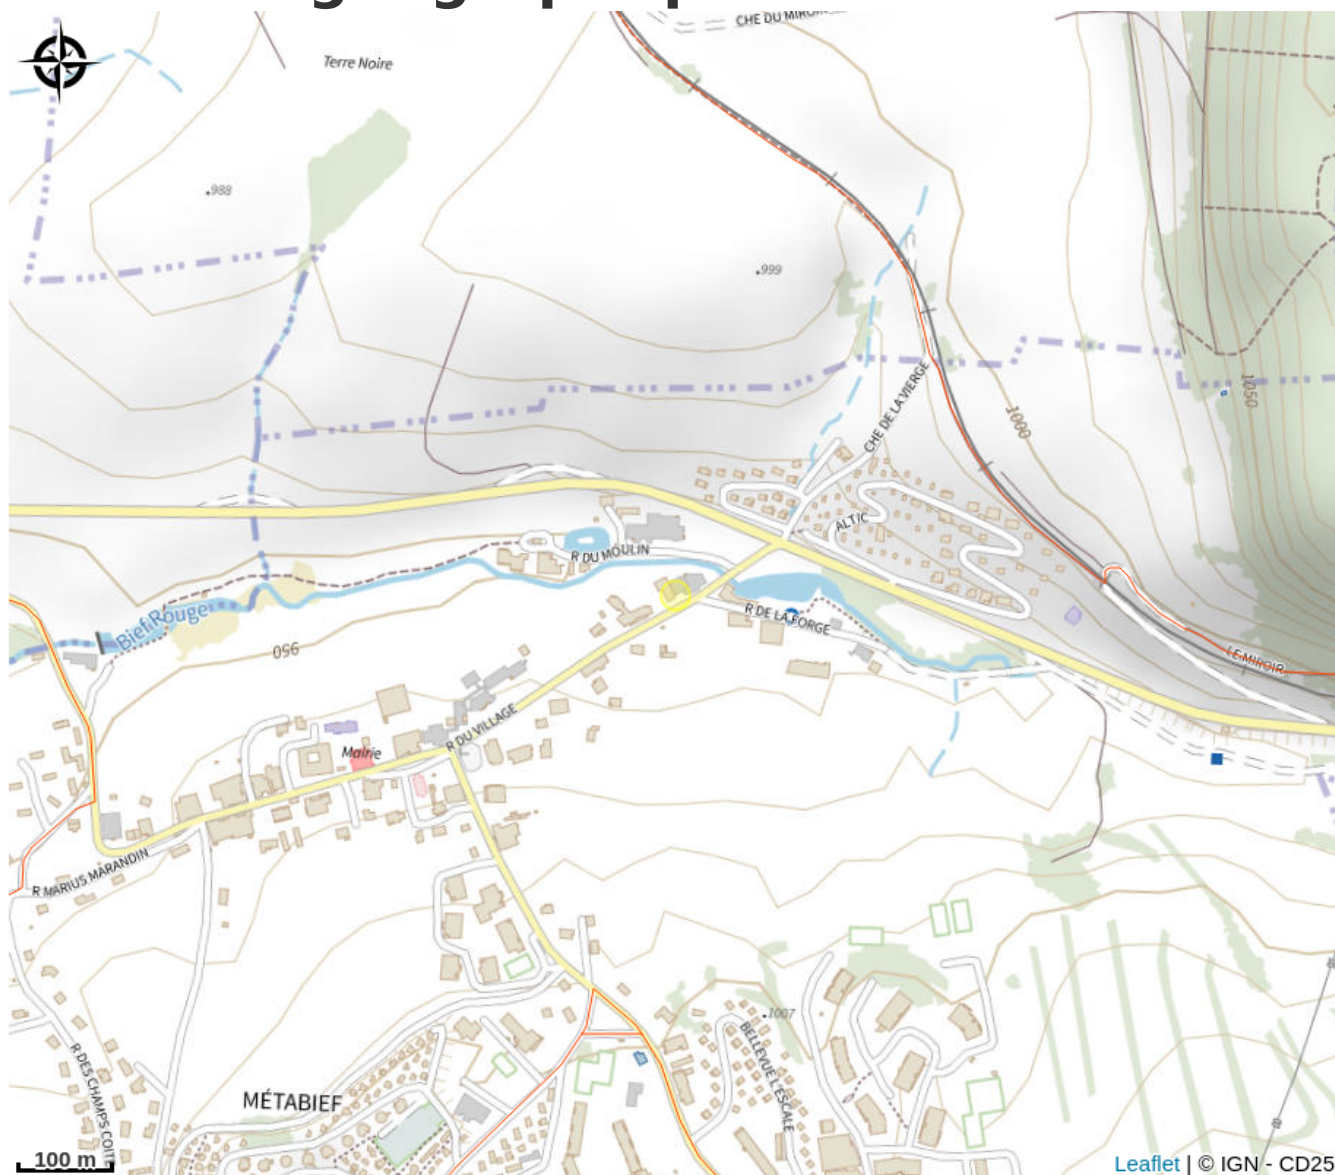 CHE DU MIROIR
Terre Noire
988
999
CHE DE LA VIERGE
1050
1000
ALTIC
R DU MOULIN
Bief Rouge
R DE LA FORGE
950
LE MIROIR
R DU VILLAGE
Mairie
R MARIUS MARANDIN
1007
BELLEVUE L'ESCALE
R DES CHAMPS COIT
MÉTABIEF
100 m
Leaflet | © IGN - CD25